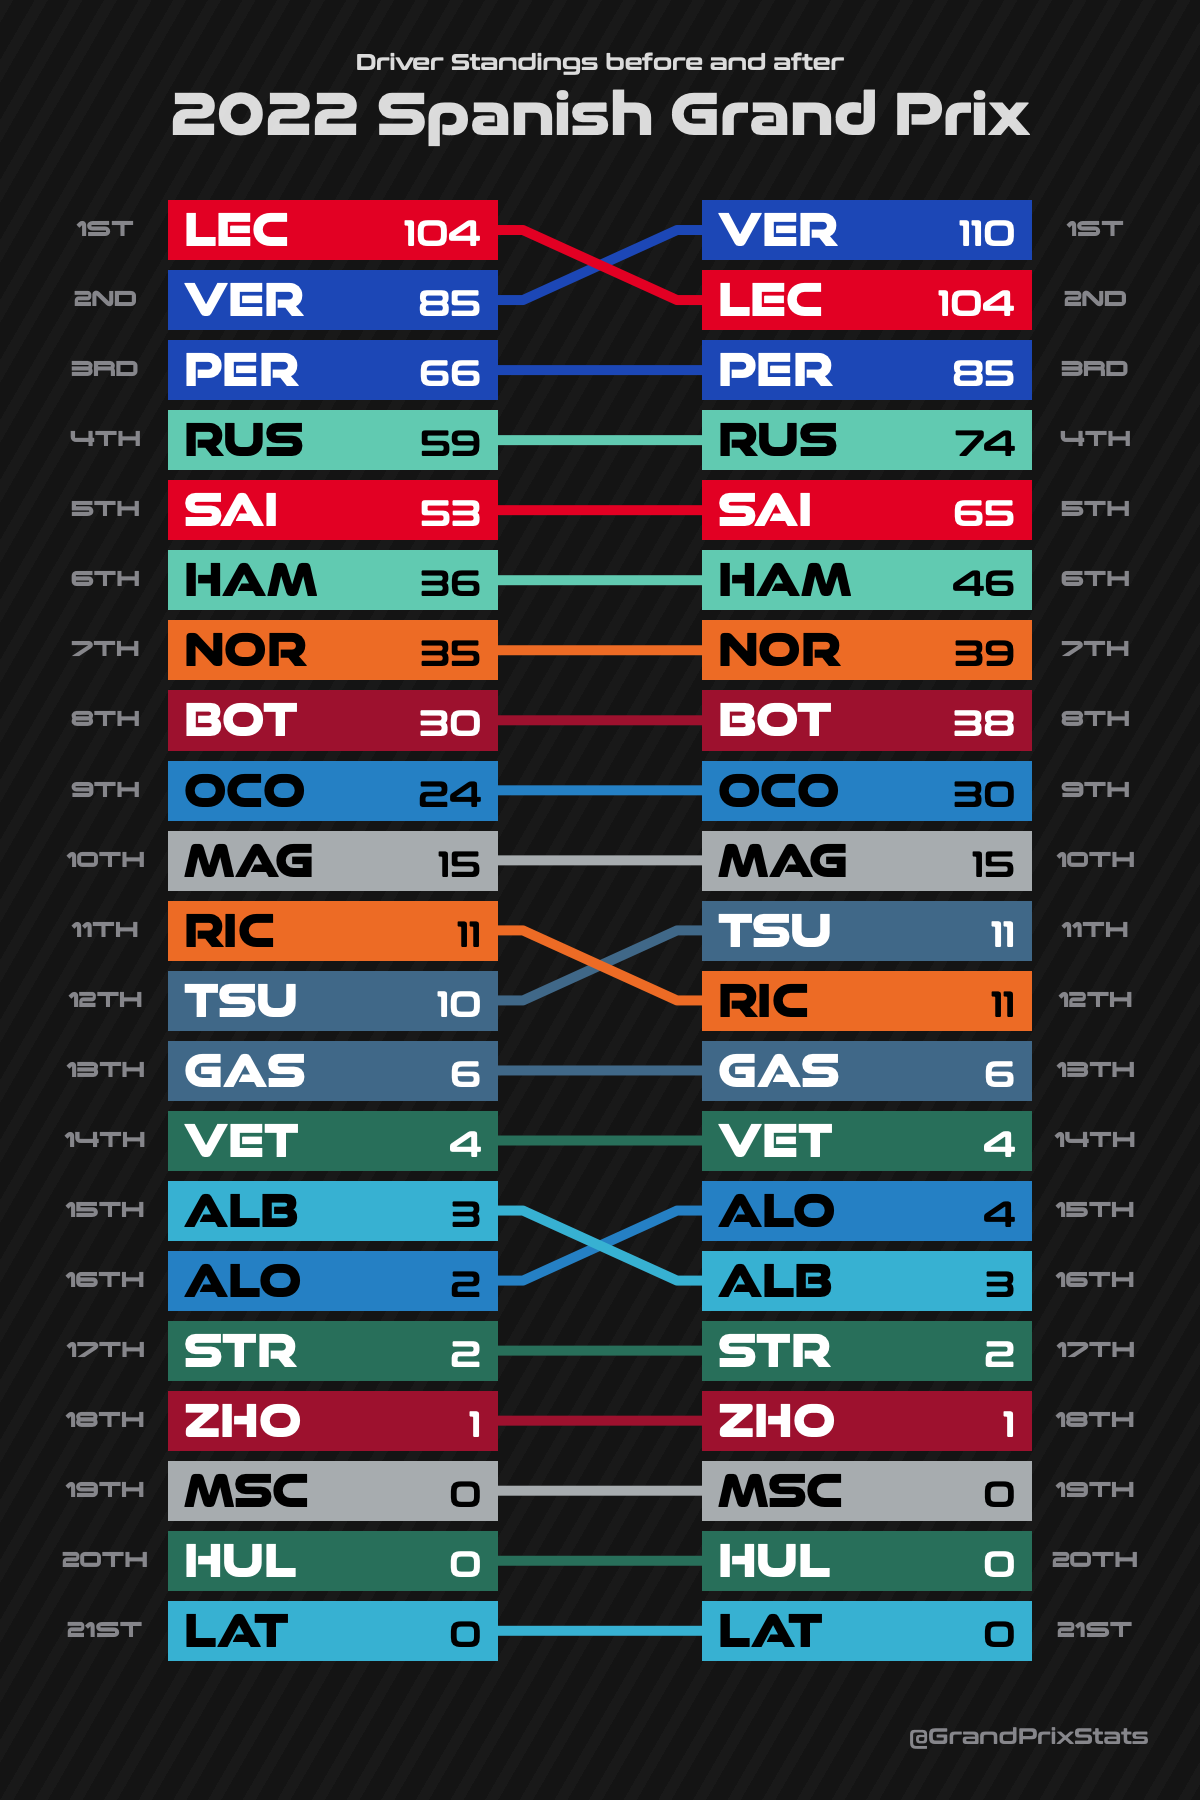 Driver Standings before and after
2022 Spanish Grand Prix
1ST LEC 104 VER 110 1ST
2ND VER 85 LEC 104 2ND
3RD PER 66 PER 85 3RD
4TH RUS 59 RUS 74 4TH
5TH SAI 53 SAI 65 5TH
6TH HAM 36 HAM 46 6TH
7TH NOR 35 NOR 39 7TH
8TH BOT 30 BOT 38 8TH
9TH OCO 24 OCO 30 9TH
10TH MAG 15 MAG 15 10TH
11TH RIC 11 TSU 11 11TH
12TH TSU 10 RIC 11 12TH
13TH GAS 6 GAS 6 13TH
14TH VET 4 VET 4 14TH
15TH ALB 3 ALO 4 15TH
16TH ALO 2 ALB 3 16TH
17TH STR 2 STR 2 17TH
18TH ZHO 1 ZHO 1 18TH
19TH MSC 0 MSC 0 19TH
20TH HUL 0 HUL 0 20TH
21ST LAT 0 LAT 0 21ST
@GrandPrixStats